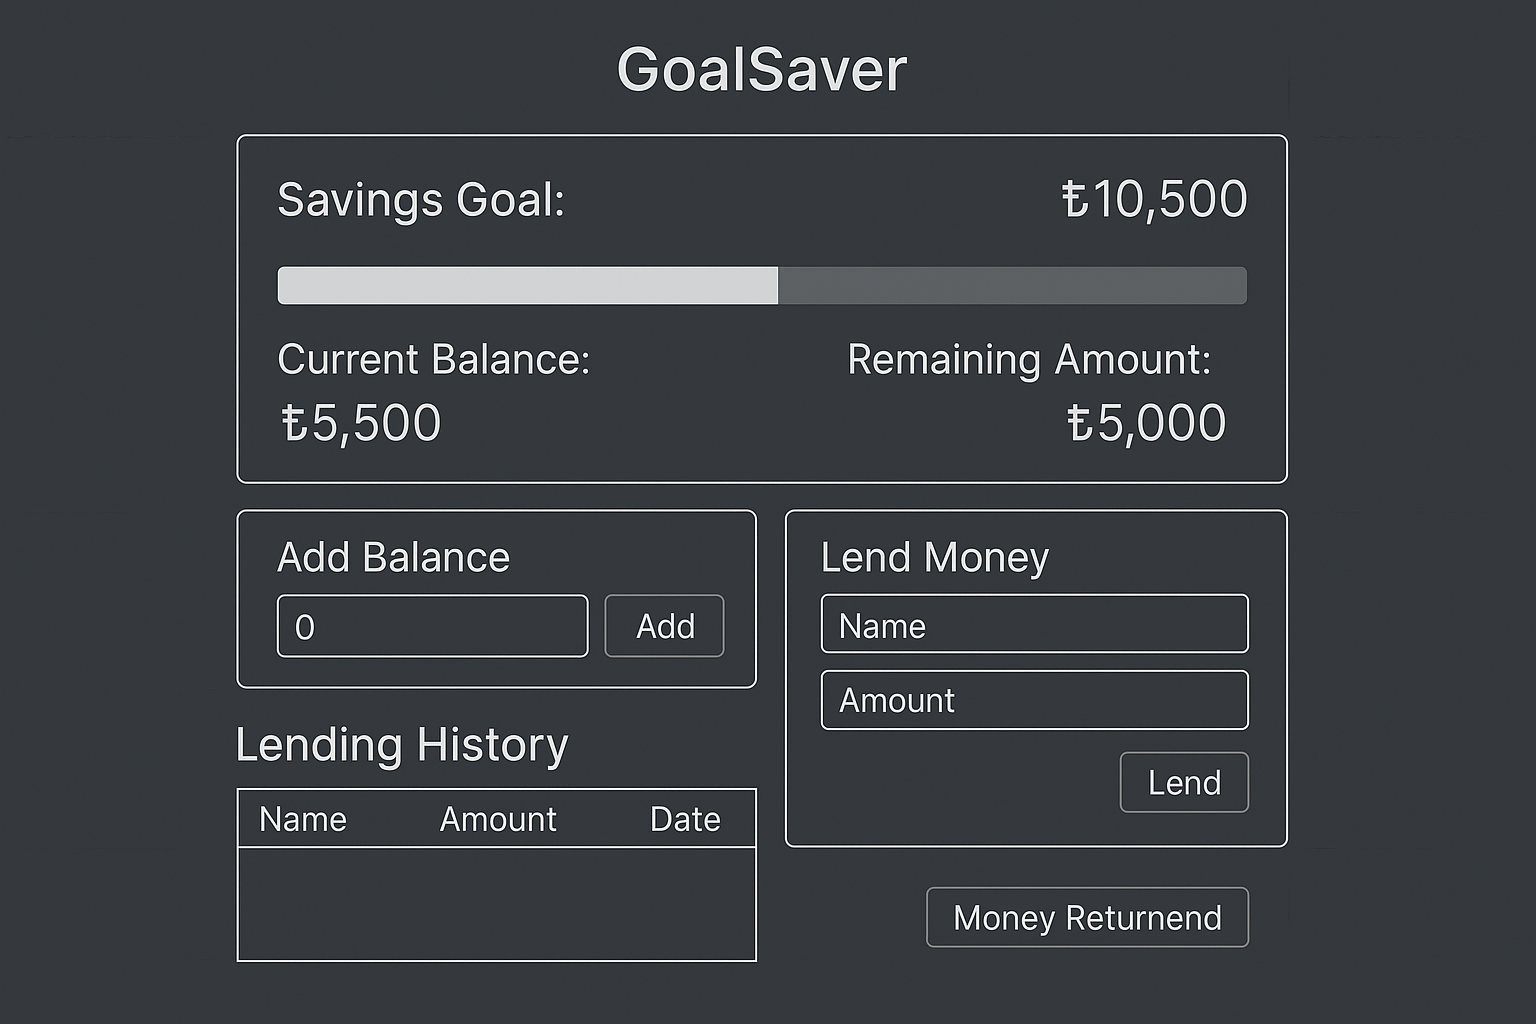 GoalSaver
Savings Goal: ₺10,500
Current Balance: Remaining Amount:
₺5,500 ₺5,000
Add Balance
0 Add
Lend Money
Name
Amount
Lend
Lending History
Name Amount Date
Money Returnend